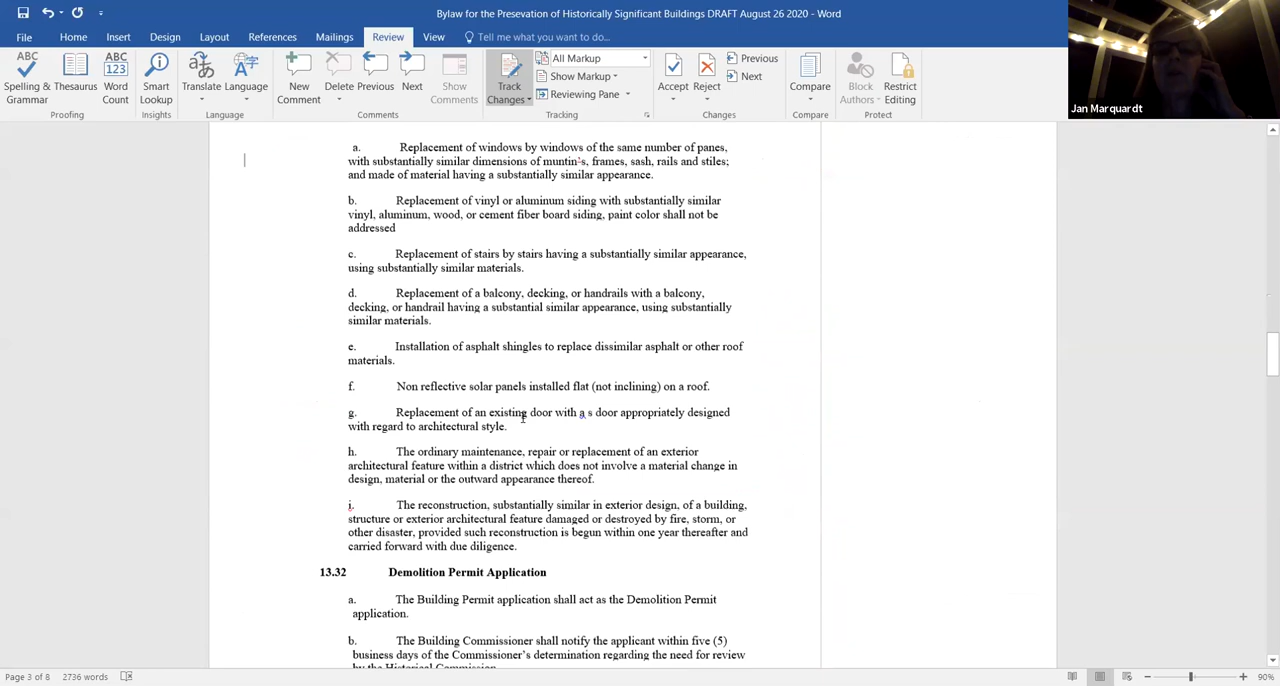 Bylaw for the Presevation of Historically Significant Buildings DRAFT August 26 2020 - Word
File Home Insert Design Layout References Mailings Review View Tell me what you want to do...
ABC ABC 123
Spelling & Grammar Thesaurus Word Count Smart Lookup Translate Language New Comment Delete Previous Next Show Comments Track Changes All Markup Show Markup Reviewing Pane Accept Reject Previous Next Compare Block Authors Restrict Editing
Proofing Insights Language Comments Tracking Changes Compare Protect
Jan Marquardt
a. Replacement of windows by windows of the same number of panes,
with substantially similar dimensions of muntin's, frames, sash, rails and stiles;
and made of material having a substantially similar appearance.
b. Replacement of vinyl or aluminum siding with substantially similar
vinyl, aluminum, wood, or cement fiber board siding, paint color shall not be
addressed
c. Replacement of stairs by stairs having a substantially similar appearance,
using substantially similar materials.
d. Replacement of a balcony, decking, or handrails with a balcony,
decking, or handrail having a substantial similar appearance, using substantially
similar materials.
e. Installation of asphalt shingles to replace dissimilar asphalt or other roof
materials.
f. Non reflective solar panels installed flat (not inclining) on a roof.
g. Replacement of an existing door with a s door appropriately designed
with regard to architectural style.
h. The ordinary maintenance, repair or replacement of an exterior
architectural feature within a district which does not involve a material change in
design, material or the outward appearance thereof.
i. The reconstruction, substantially similar in exterior design, of a building,
structure or exterior architectural feature damaged or destroyed by fire, storm, or
other disaster, provided such reconstruction is begun within one year thereafter and
carried forward with due diligence.
13.32 Demolition Permit Application
a. The Building Permit application shall act as the Demolition Permit
application.
b. The Building Commissioner shall notify the applicant within five (5)
business days of the Commissioner's determination regarding the need for review
by the Historical Commission
Page 3 of 8 2736 words 90%